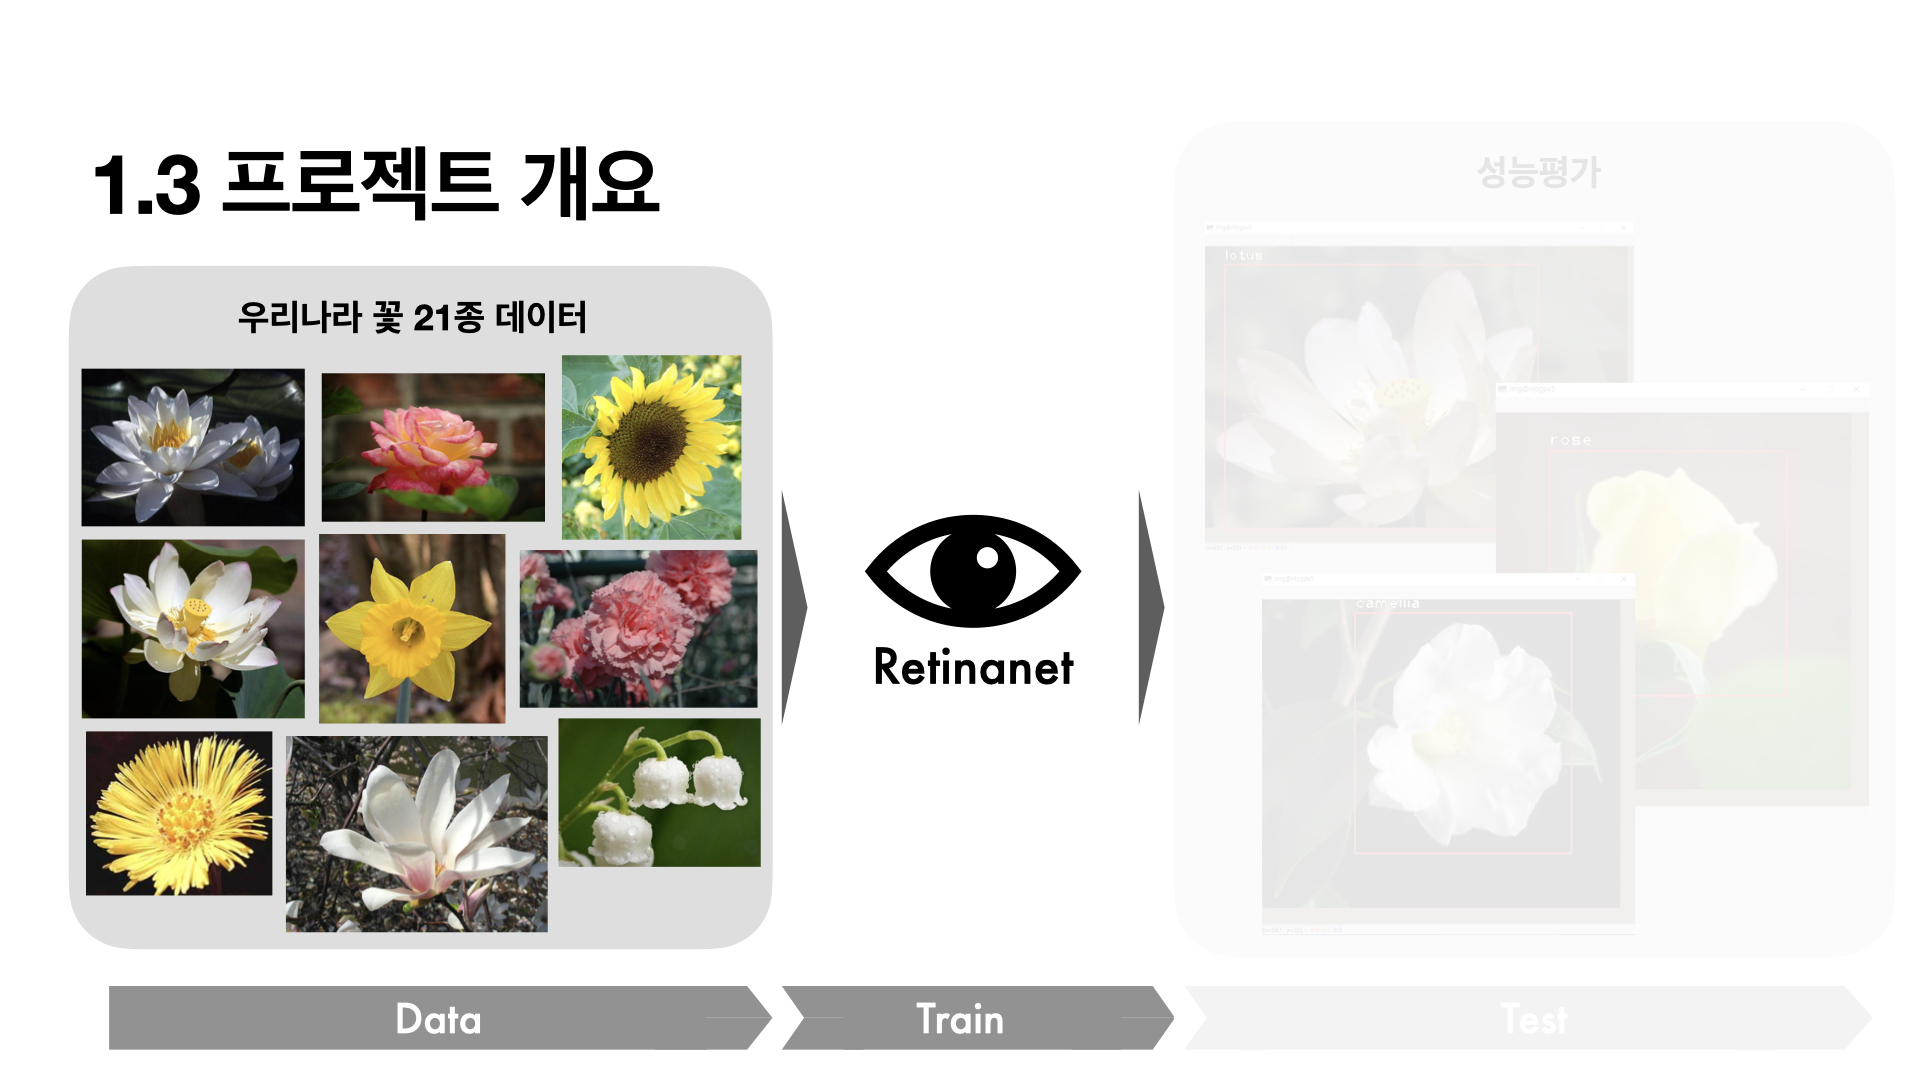 1.3 프로젝트 개요
우리나라 꽃 21종 데이터
Retinanet
성능평가
lotus
rose
camellia
Data
Train
Test